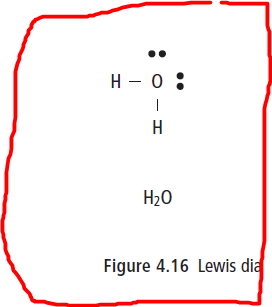 H – O
H
H₂O
Figure 4.16 Lewis dia